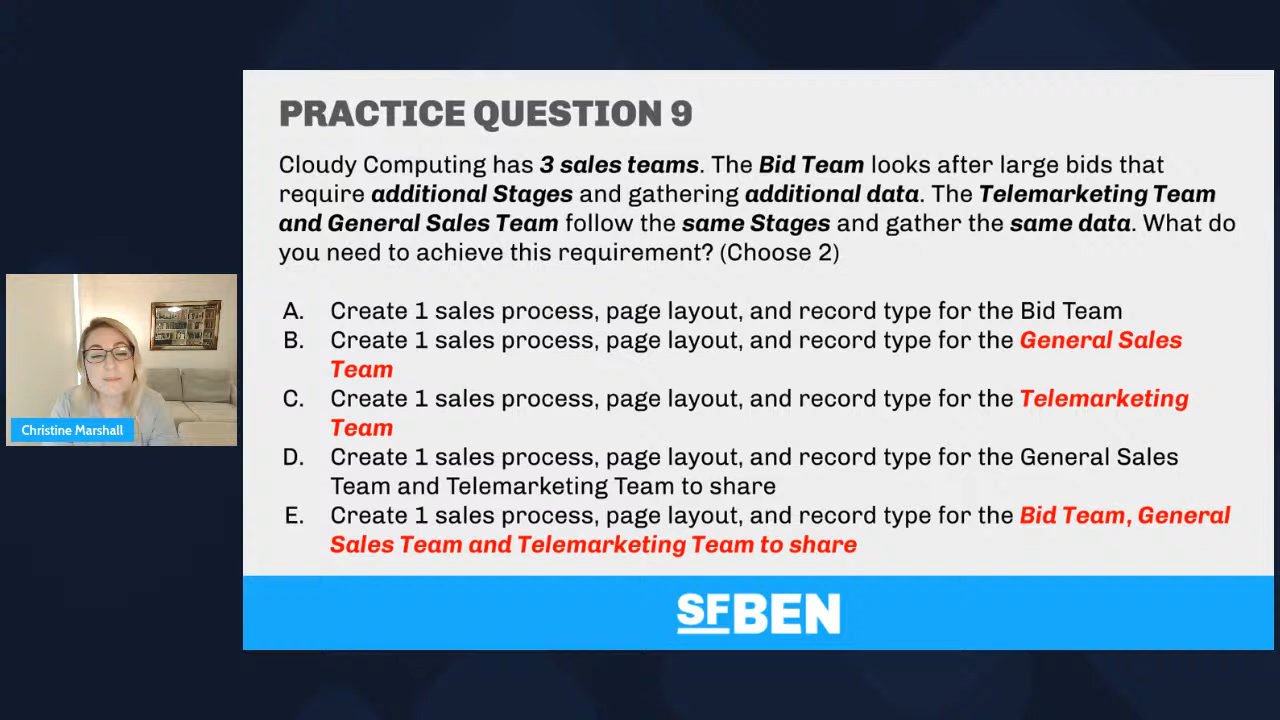 PRACTICE QUESTION 9
Cloudy Computing has 3 sales teams. The Bid Team looks after large bids that
require additional Stages and gathering additional data. The Telemarketing Team
and General Sales Team follow the same Stages and gather the same data. What do
you need to achieve this requirement? (Choose 2)
A. Create 1 sales process, page layout, and record type for the Bid Team
B. Create 1 sales process, page layout, and record type for the General Sales
Team
C. Create 1 sales process, page layout, and record type for the Telemarketing
Team
D. Create 1 sales process, page layout, and record type for the General Sales
Team and Telemarketing Team to share
E. Create 1 sales process, page layout, and record type for the Bid Team, General
Sales Team and Telemarketing Team to share
Christine Marshall
SFBEN